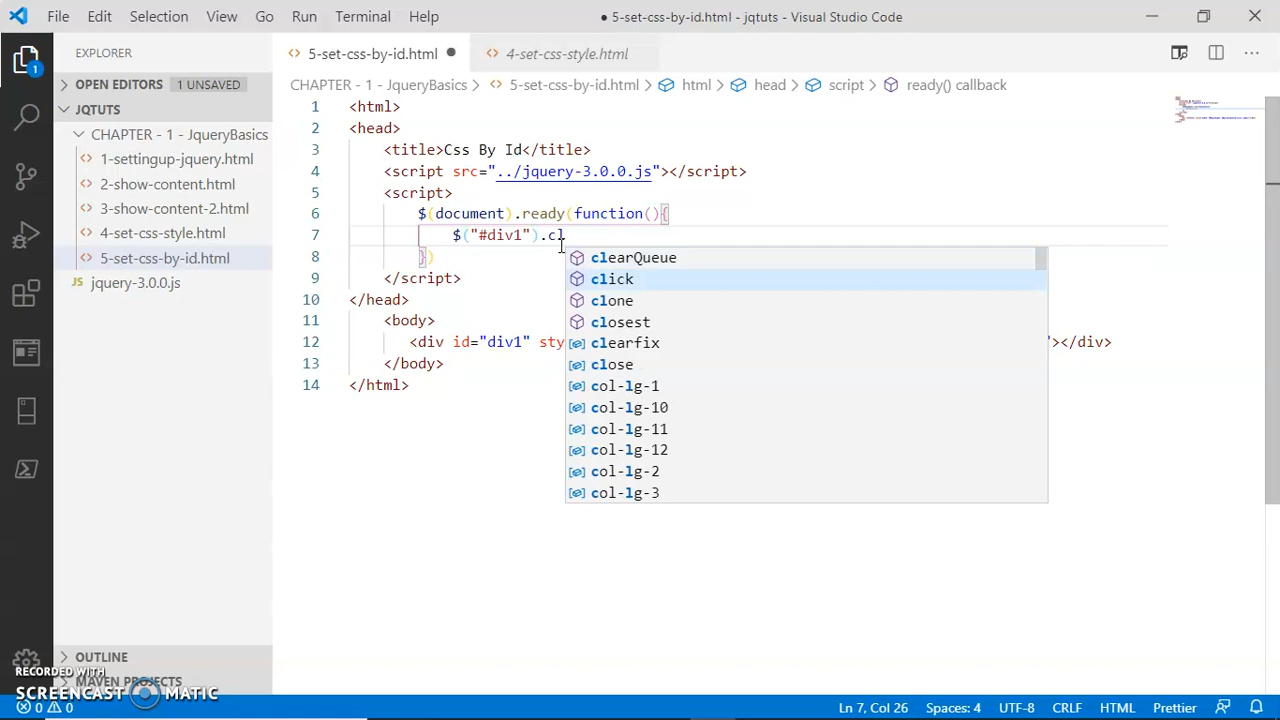 File Edit Selection View Go Run Terminal Help ● 5-set-css-by-id.html - jqtuts - Visual Studio Code
EXPLORER
OPEN EDITORS 1 UNSAVED
JQTUTS
CHAPTER - 1 - JqueryBasics
1-settingup-jquery.html
2-show-content.html
3-show-content-2.html
4-set-css-style.html
5-set-css-by-id.html
jquery-3.0.0.js
OUTLINE
MAVEN PROJECTS
1
5-set-css-by-id.html ● 4-set-css-style.html
CHAPTER - 1 - JqueryBasics > 5-set-css-by-id.html > html > head > script > ready() callback
1 <html>
2 <head>
3 <title>Css By Id</title>
4 <script src="../jquery-3.0.0.js"></script>
5 <script>
6 $(document).ready(function(){
7 $("#div1").cl
8 })
9 </script>
10 </head>
11 <body>
12 <div id="div1" sty "></div>
13 </body>
14 </html>
clearQueue
click
clone
closest
clearfix
close
col-lg-1
col-lg-10
col-lg-11
col-lg-12
col-lg-2
col-lg-3
RECORDED WITH
SCREENCAST MATIC
0 0 Ln 7, Col 26 Spaces: 4 UTF-8 CRLF HTML Prettier